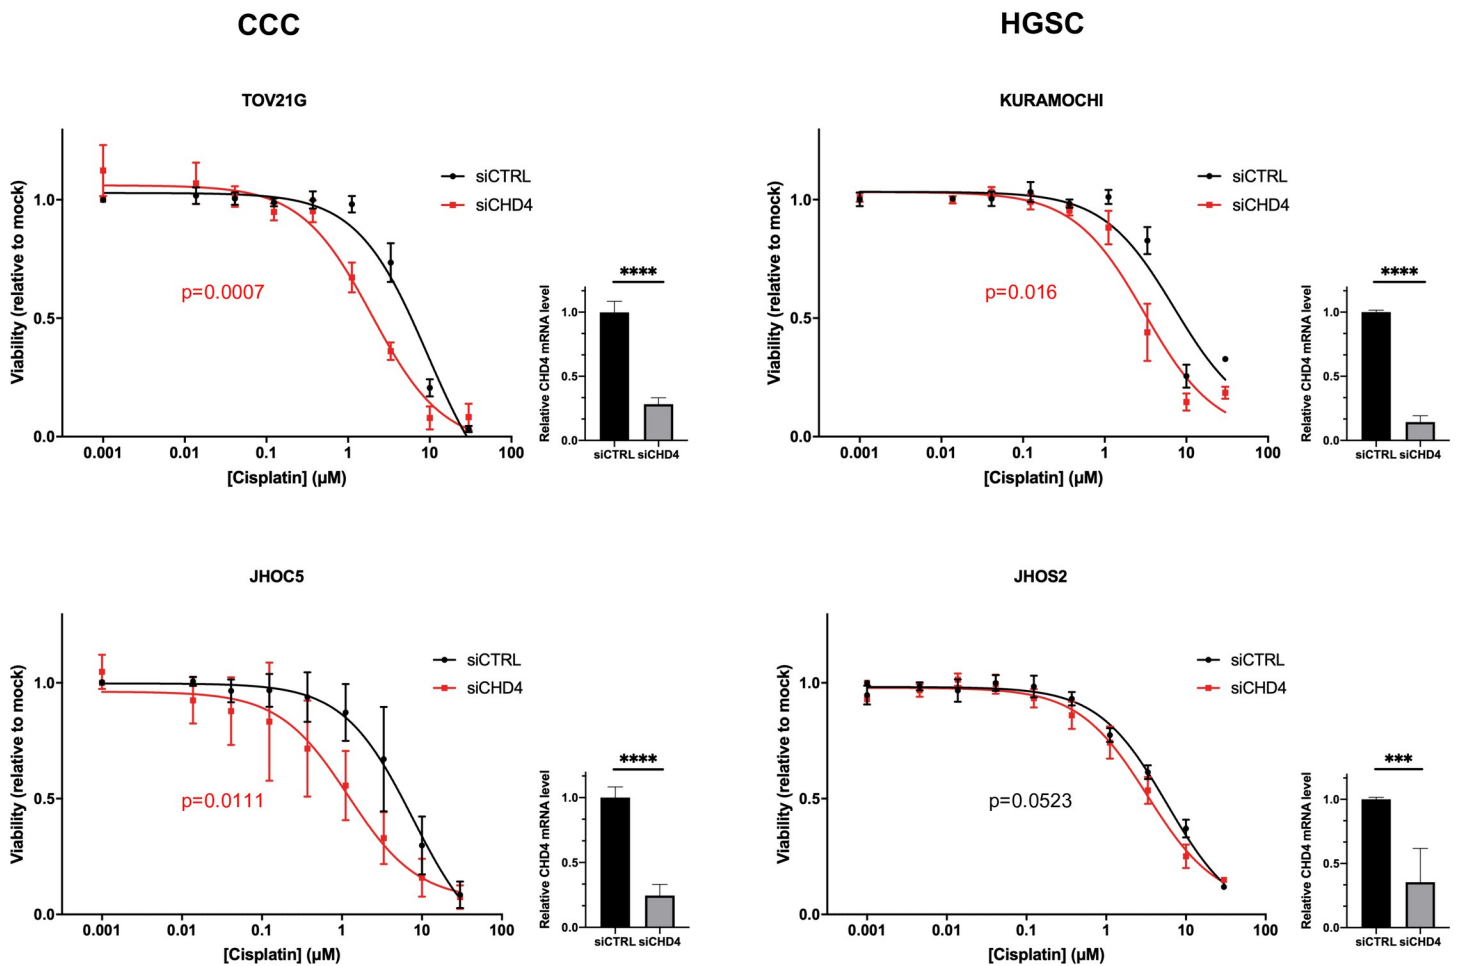 CCC
HGSC
TOV21G
Viability (relative to mock)
1.0
0.5
0.0
0.001 0.01 0.1 1 10 100
[Cisplatin] (µM)
siCTRL
siCHD4
p=0.0007
****
Relative CHD4 mRNA level
1.0
0.5
0.0
siCTRL siCHD4
KURAMOCHI
Viability (relative to mock)
1.0
0.5
0.0
0.001 0.01 0.1 1 10 100
[Cisplatin] (µM)
siCTRL
siCHD4
p=0.016
****
Relative CHD4 mRNA level
1.0
0.5
0.0
siCTRL siCHD4
JHOC5
Viability (relative to mock)
1.0
0.5
0.0
0.001 0.01 0.1 1 10 100
[Cisplatin] (µM)
siCTRL
siCHD4
p=0.0111
****
Relative CHD4 mRNA level
1.0
0.5
0.0
siCTRL siCHD4
JHOS2
Viability (relative to mock)
1.0
0.5
0.0
0.001 0.01 0.1 1 10 100
[Cisplatin] (µM)
siCTRL
siCHD4
p=0.0523
***
Relative CHD4 mRNA level
1.0
0.5
0.0
siCTRL siCHD4